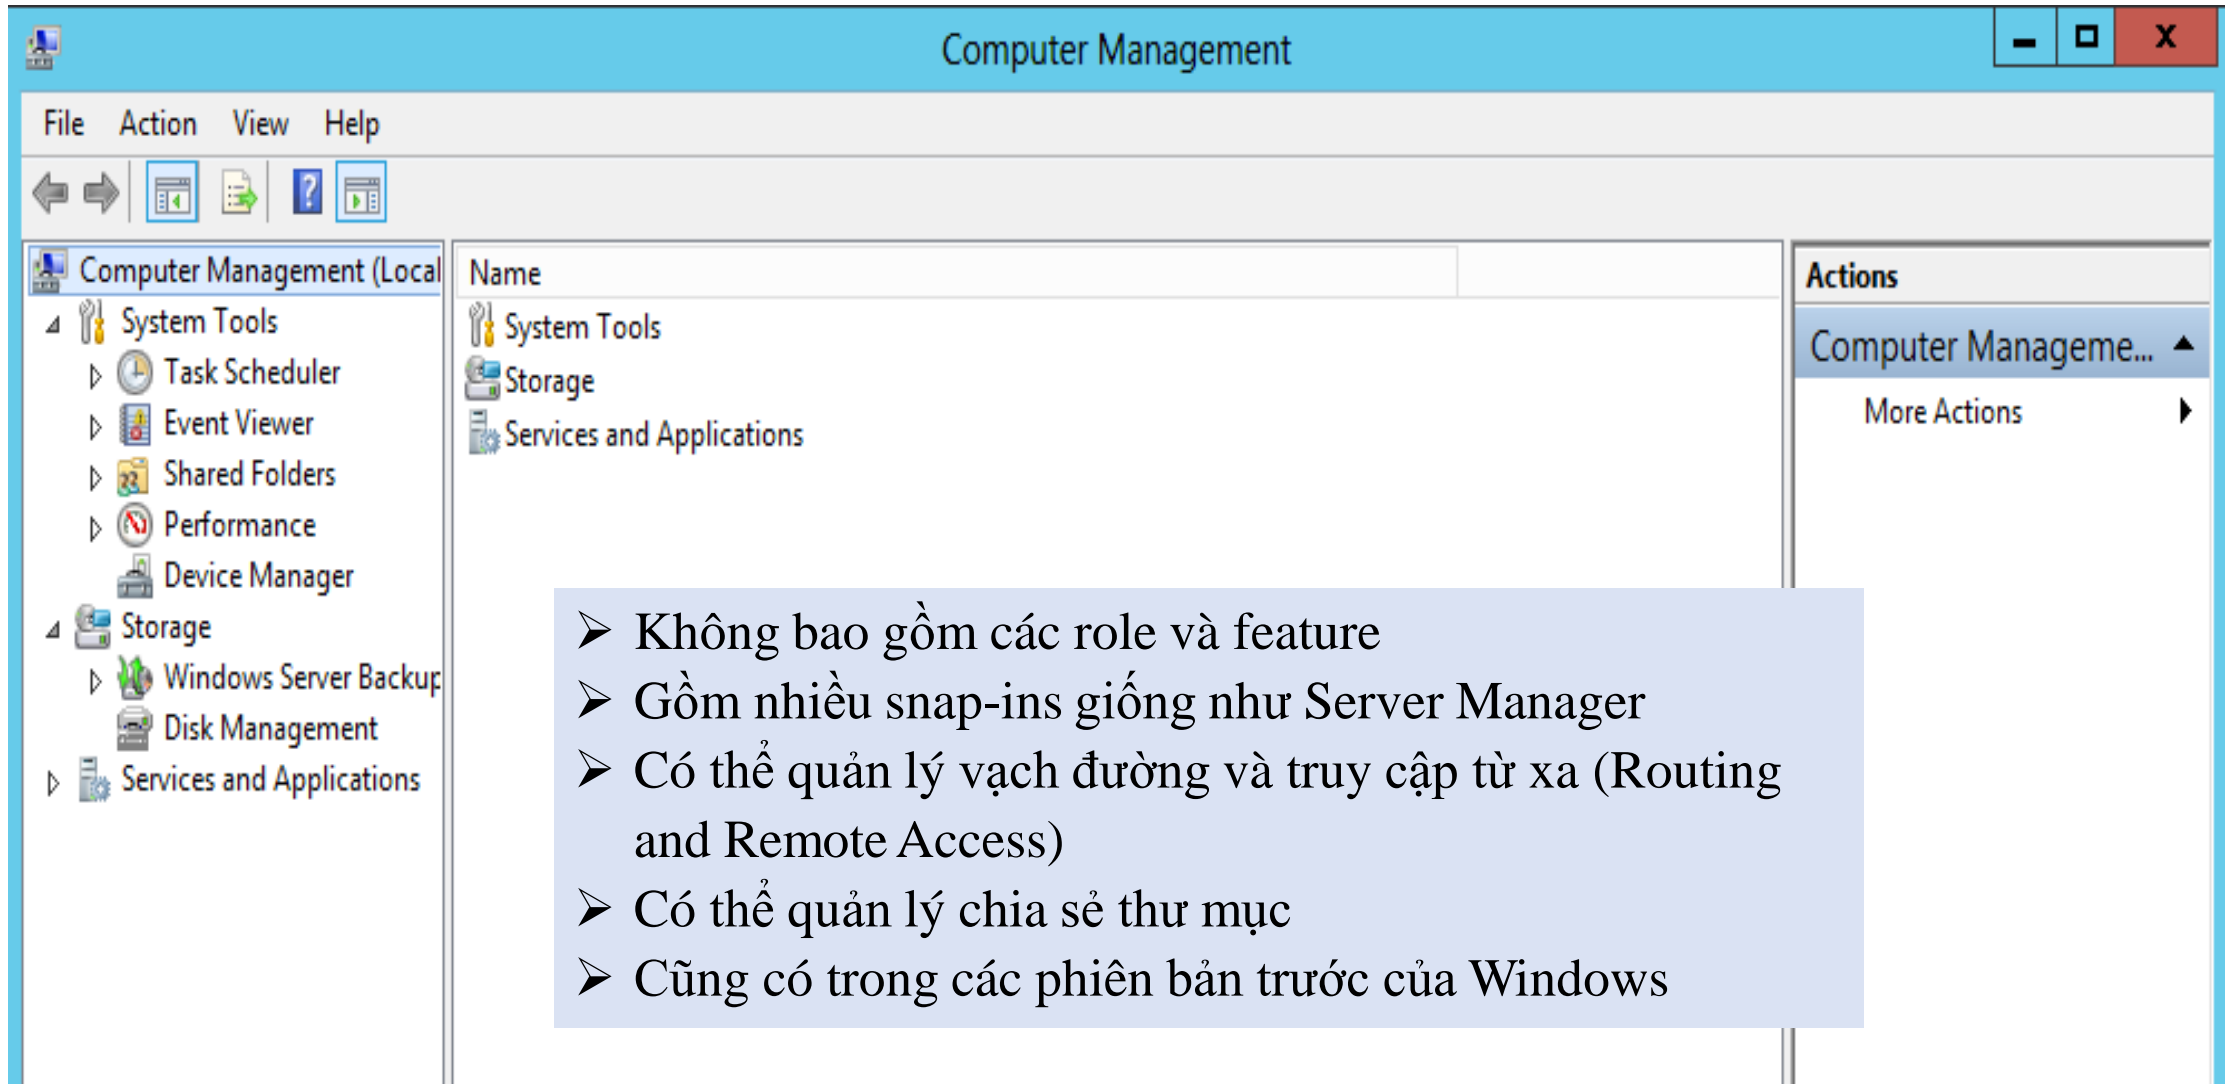 Computer Management
File Action View Help
Computer Management (Local
System Tools
Task Scheduler
Event Viewer
Shared Folders
Performance
Device Manager
Storage
Windows Server Backup
Disk Management
Services and Applications
Name
System Tools
Storage
Services and Applications
Actions
Computer Manageme...
More Actions
➢ Không bao gồm các role và feature
➢ Gồm nhiều snap-ins giống như Server Manager
➢ Có thể quản lý vạch đường và truy cập từ xa (Routing
and Remote Access)
➢ Có thể quản lý chia sẻ thư mục
➢ Cũng có trong các phiên bản trước của Windows